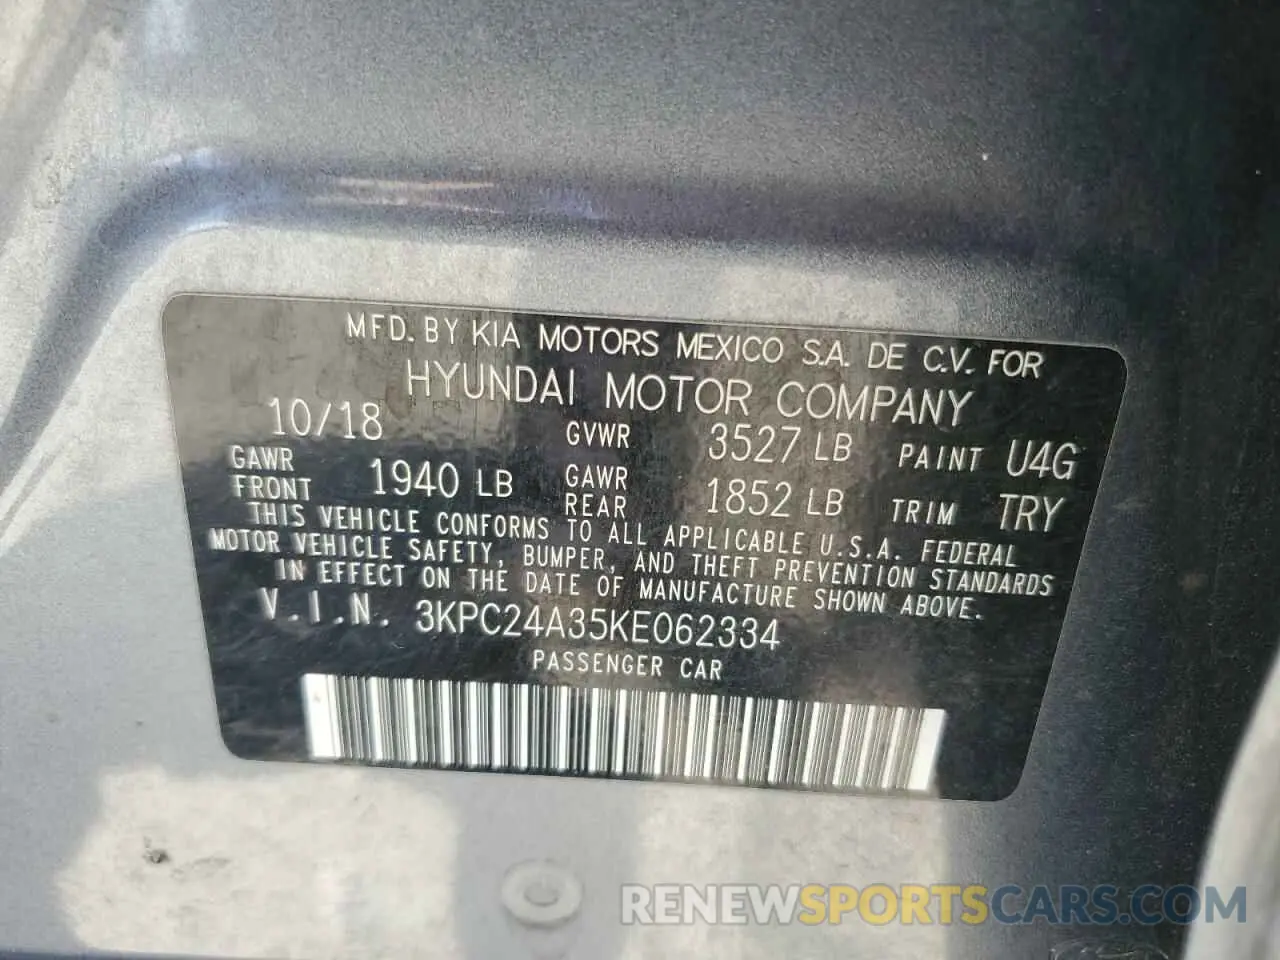 MFD. BY KIA MOTORS MEXICO S.A. DE C.V. FOR
HYUNDAI MOTOR COMPANY
10/18 GVWR 3527 LB PAINT U4G
GAWR FRONT 1940 LB GAWR REAR 1852 LB TRIM TRY
THIS VEHICLE CONFORMS TO ALL APPLICABLE U.S.A. FEDERAL
MOTOR VEHICLE SAFETY, BUMPER, AND THEFT PREVENTION STANDARDS
IN EFFECT ON THE DATE OF MANUFACTURE SHOWN ABOVE.
V.I.N. 3KPC24A35KE062334
PASSENGER CAR
RENEWSPORTSCARS.COM